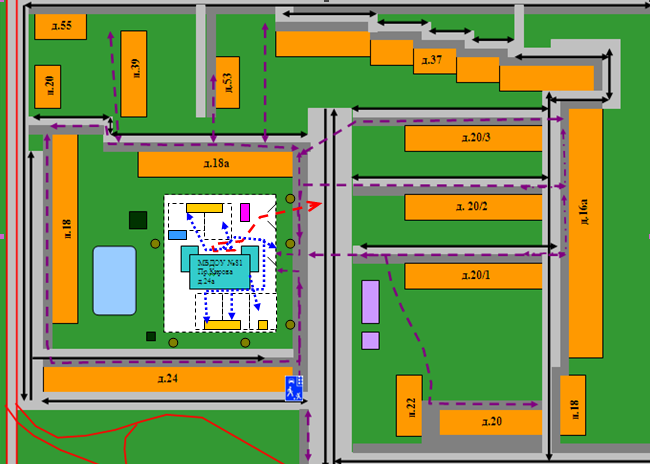 д.55
п.20
п.39
д.53
д.37
д.20/3
д.18а
д. 20/2
д.16а
п.18
МБДОУ №61
Пр.Кирова
д.24а
д.20/1
д.24
п.22
д.20
п.18